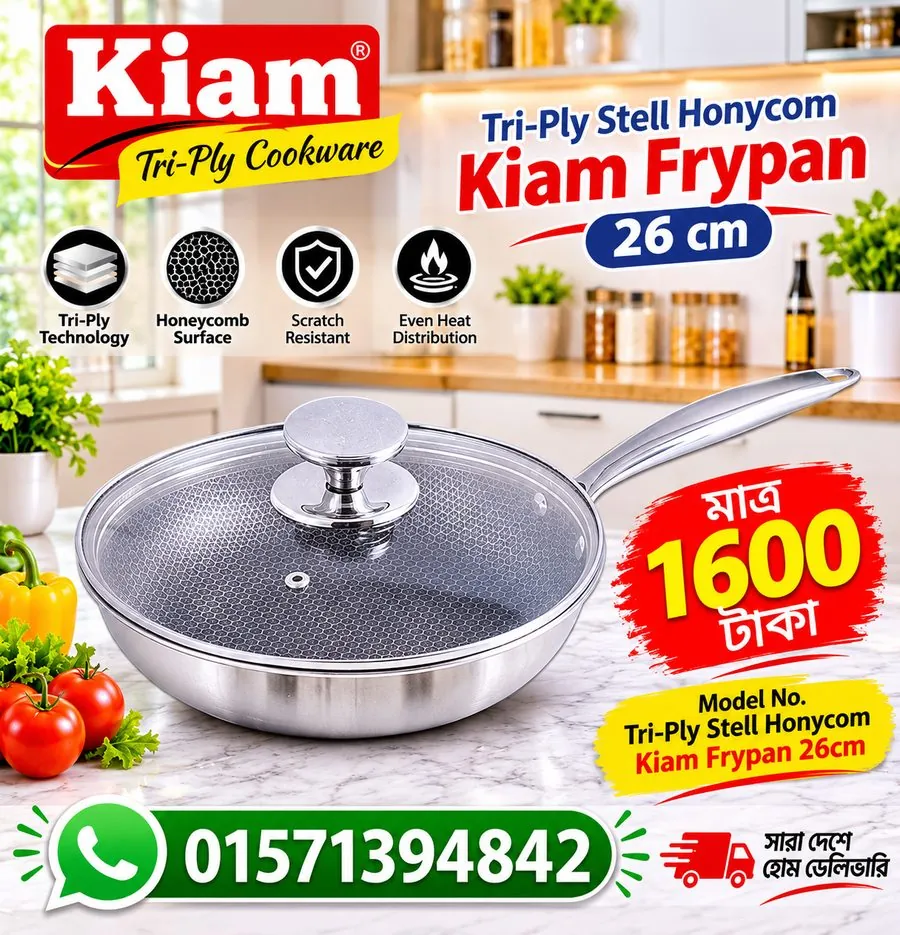 Kiam®
Tri-Ply Cookware
Tri-Ply Stell Honycom
Kiam Frypan
26 cm
Tri-Ply
Technology
Honeycomb
Surface
Scratch
Resistant
Even Heat
Distribution
মাত্র
1600
টাকা
Model No.
Tri-Ply Stell Honycom
Kiam Frypan 26cm
01571394842
সারা দেশে
হোম ডেলিভারি